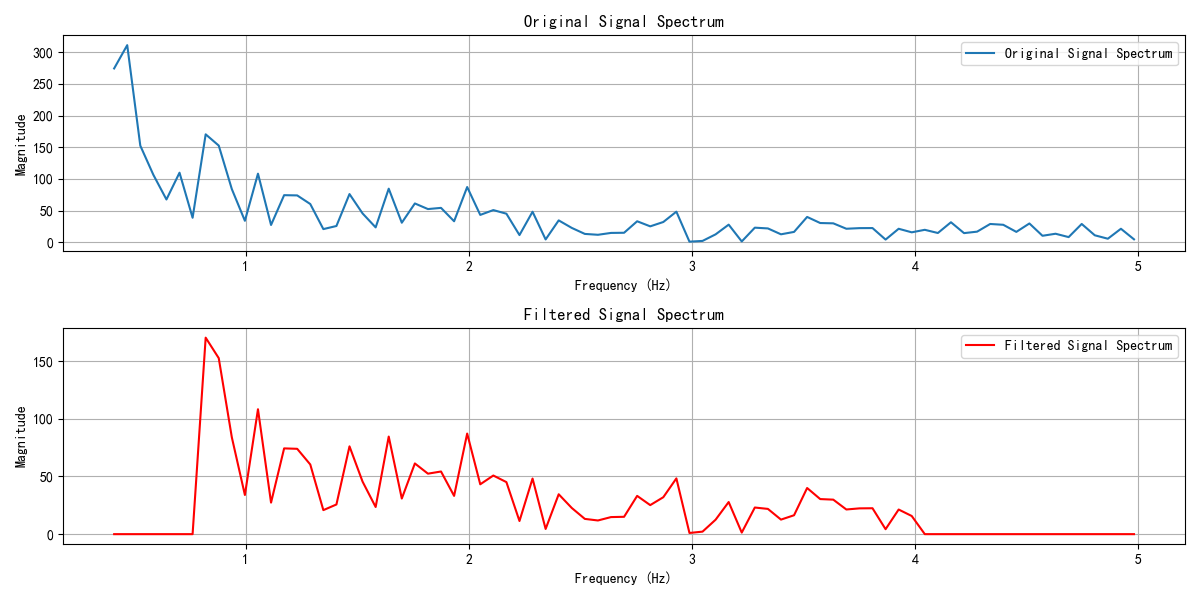 Original Signal Spectrum
Original Signal Spectrum
Magnitude
300
250
200
150
100
50
0
1 2 3 4 5
Frequency (Hz)
Filtered Signal Spectrum
Filtered Signal Spectrum
Magnitude
150
100
50
0
1 2 3 4 5
Frequency (Hz)